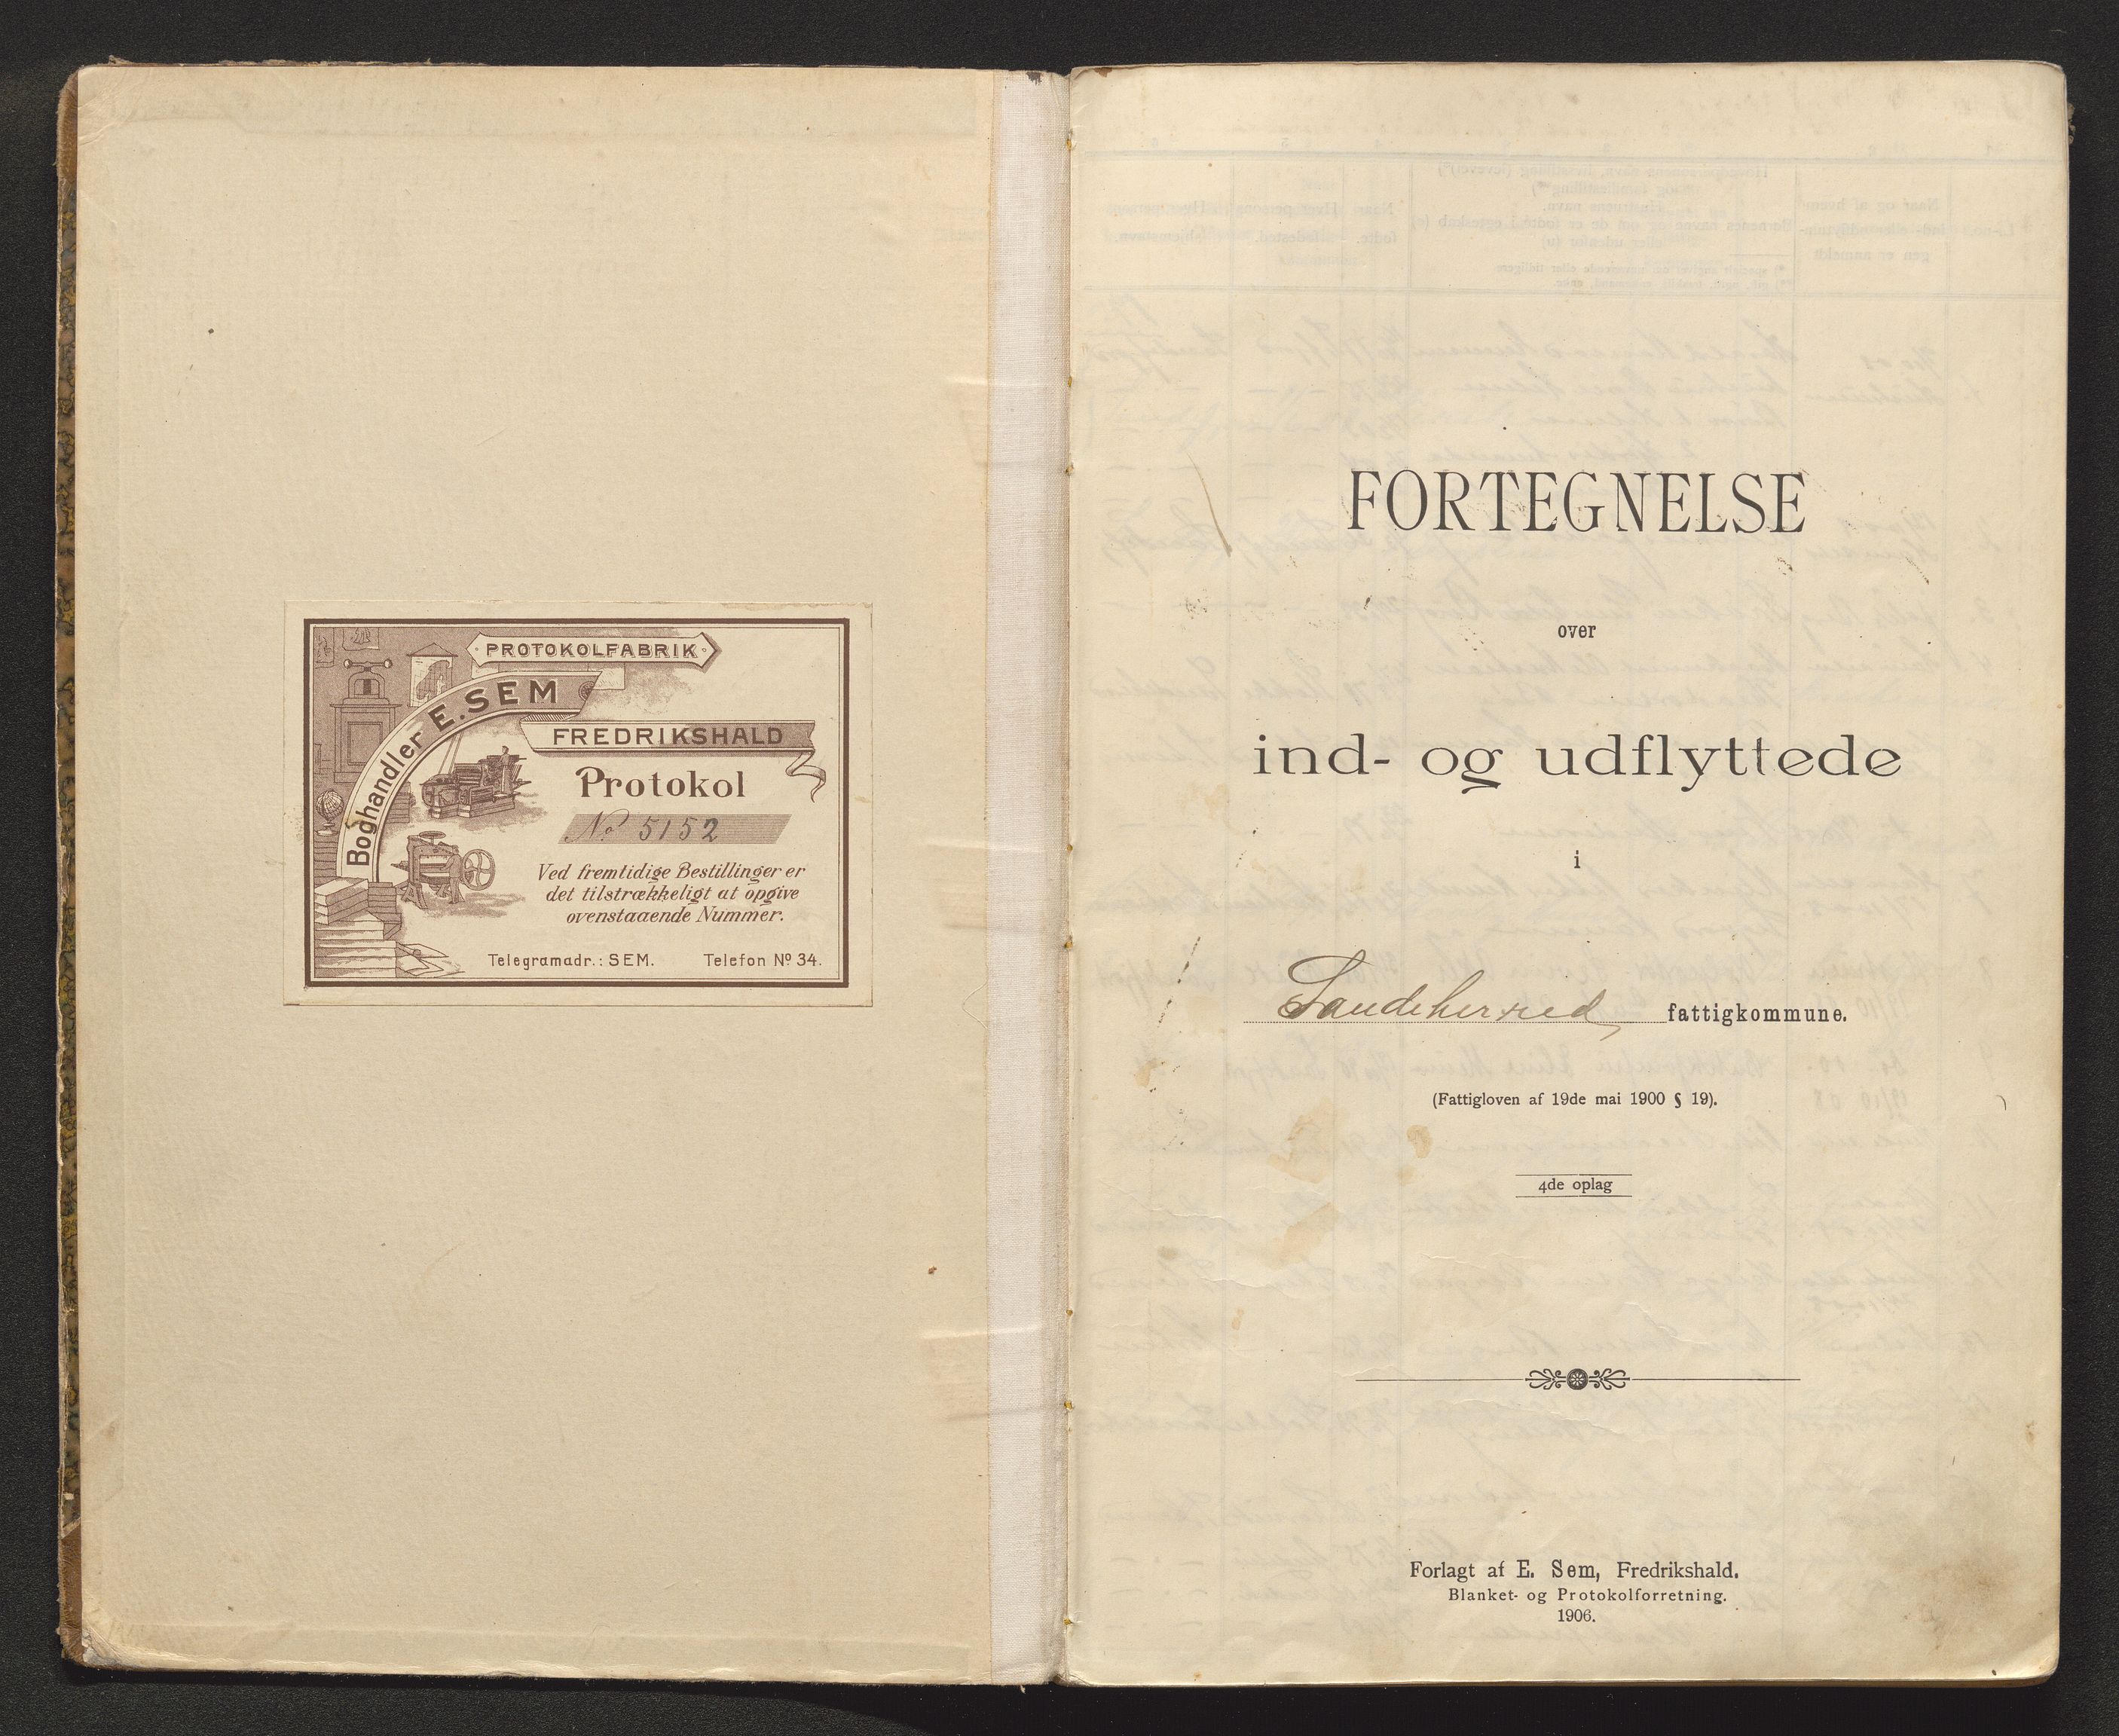 PROTOKOLFABRIK
Boghandler E. SEM
FREDRIKSHALD
Protokol
No 5152
Ved fremtidige Bestillinger er
det tilstrækkeligt at opgive
ovenstaaende Nummer.
Telegramadr.: SEM. Telefon No 34.
FORTEGNELSE
over
ind- og udflyttede
i
Sandeherred fattigkommune.
(Fattigloven af 19de mai 1900 § 19).
4de oplag
Forlagt af E. Sem, Fredrikshald.
Blanket- og Protokolforretning.
1906.